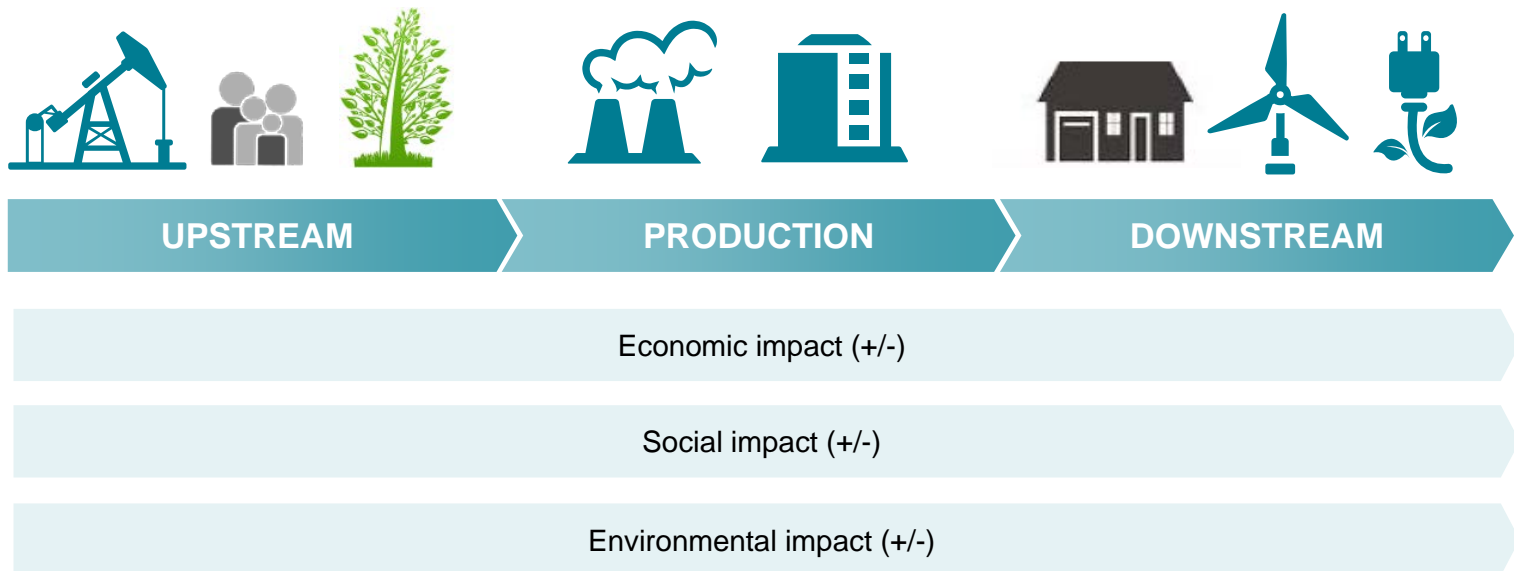 UPSTREAM
PRODUCTION
DOWNSTREAM
Economic impact (+/-)
Social impact (+/-)
Environmental impact (+/-)